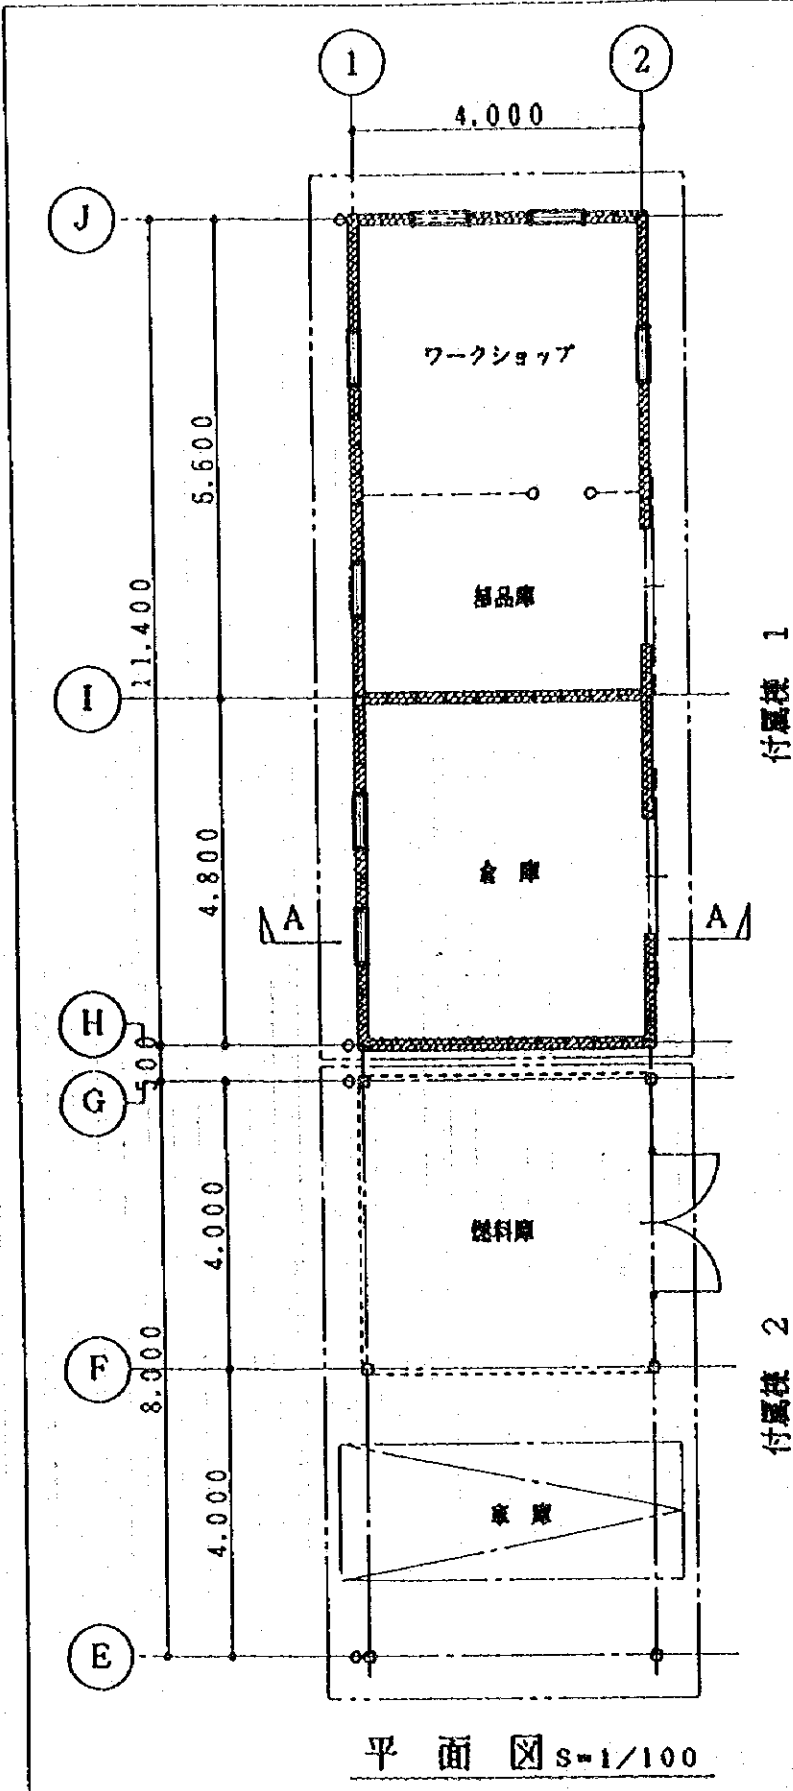 1
2
4,000
J
ワークショップ
5,600
部品庫
11,400
付属棟 1
I
倉 庫
4,800
A
A
H
50
G
燃料庫
4,000
付属棟 2
F
8,000
車 庫
4,000
E
平 面 図 S=1/100